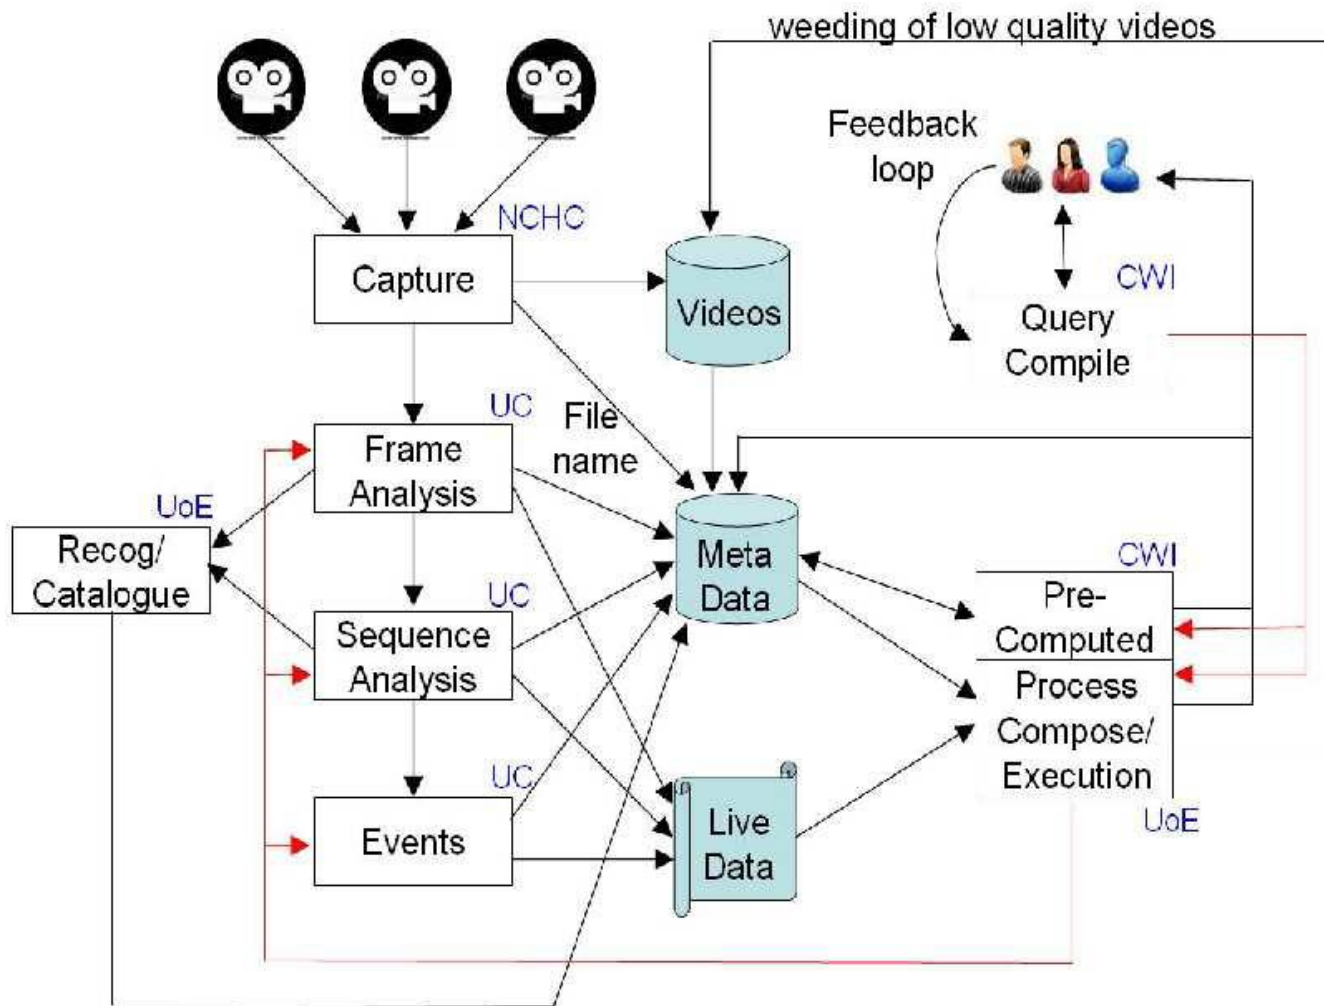 weeding of low quality videos
Feedback
loop
NCHC
Capture
Videos
CWI
Query
Compile
UC
File
name
Frame
Analysis
UoE
Recog/
Catalogue
Meta
Data
CWI
Pre-
Computed
UC
Sequence
Analysis
Process
Compose/
Execution
UoE
UC
Events
Live
Data